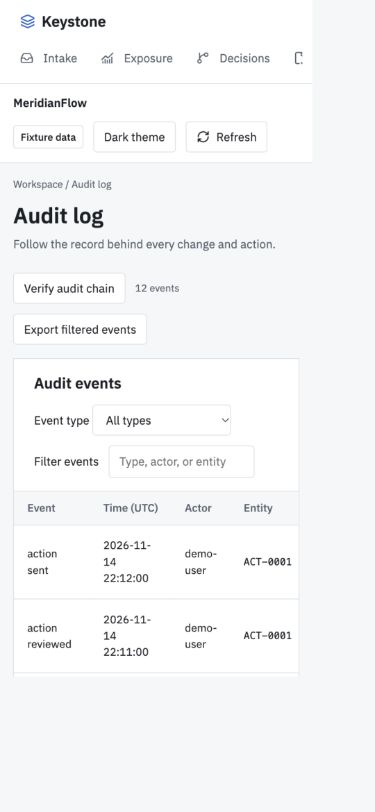 Keystone
Intake Exposure Decisions
MeridianFlow
Fixture data Dark theme Refresh
Workspace / Audit log
Audit log
Follow the record behind every change and action.
Verify audit chain 12 events
Export filtered events
Audit events
Event type All types
Filter events Type, actor, or entity
Event Time (UTC) Actor Entity
action sent 2026-11-14 22:12:00 demo-user ACT-0001
action reviewed 2026-11-14 22:11:00 demo-user ACT-0001